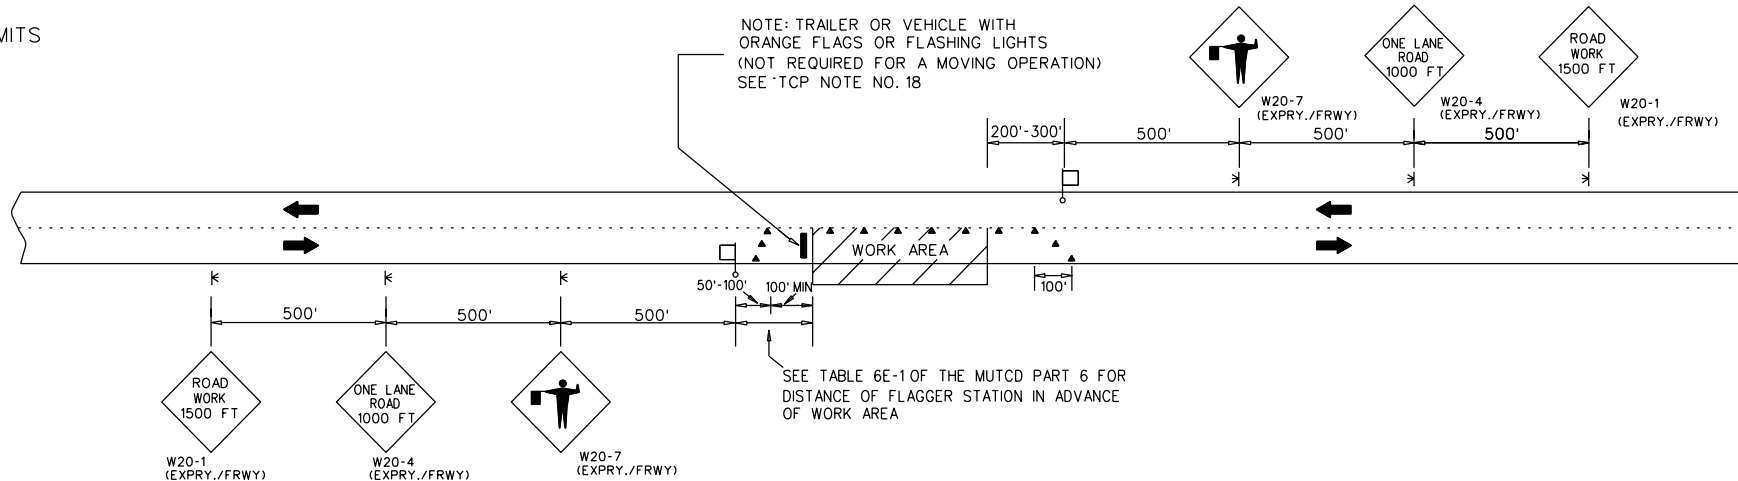 MITS
NOTE: TRAILER OR VEHICLE WITH
ORANGE FLAGS OR FLASHING LIGHTS
(NOT REQUIRED FOR A MOVING OPERATION)
SEE TCP NOTE NO. 18
ONE LANE
ROAD
1000 FT
ROAD
WORK
1500 FT
W20-7
(EXPRY./FRWY)
W20-4
(EXPRY./FRWY)
W20-1
(EXPRY./FRWY)
200'-300'
500'
500'
500'
WORK AREA
50'-100'
100' MIN
100'
500'
500'
500'
ROAD
WORK
1500 FT
ONE LANE
ROAD
1000 FT
SEE TABLE 6E-1 OF THE MUTCD PART 6 FOR
DISTANCE OF FLAGGER STATION IN ADVANCE
OF WORK AREA
W20-1
(EXPRY./FRWY)
W20-4
(EXPRY./FRWY)
W20-7
(EXPRY./FRWY)